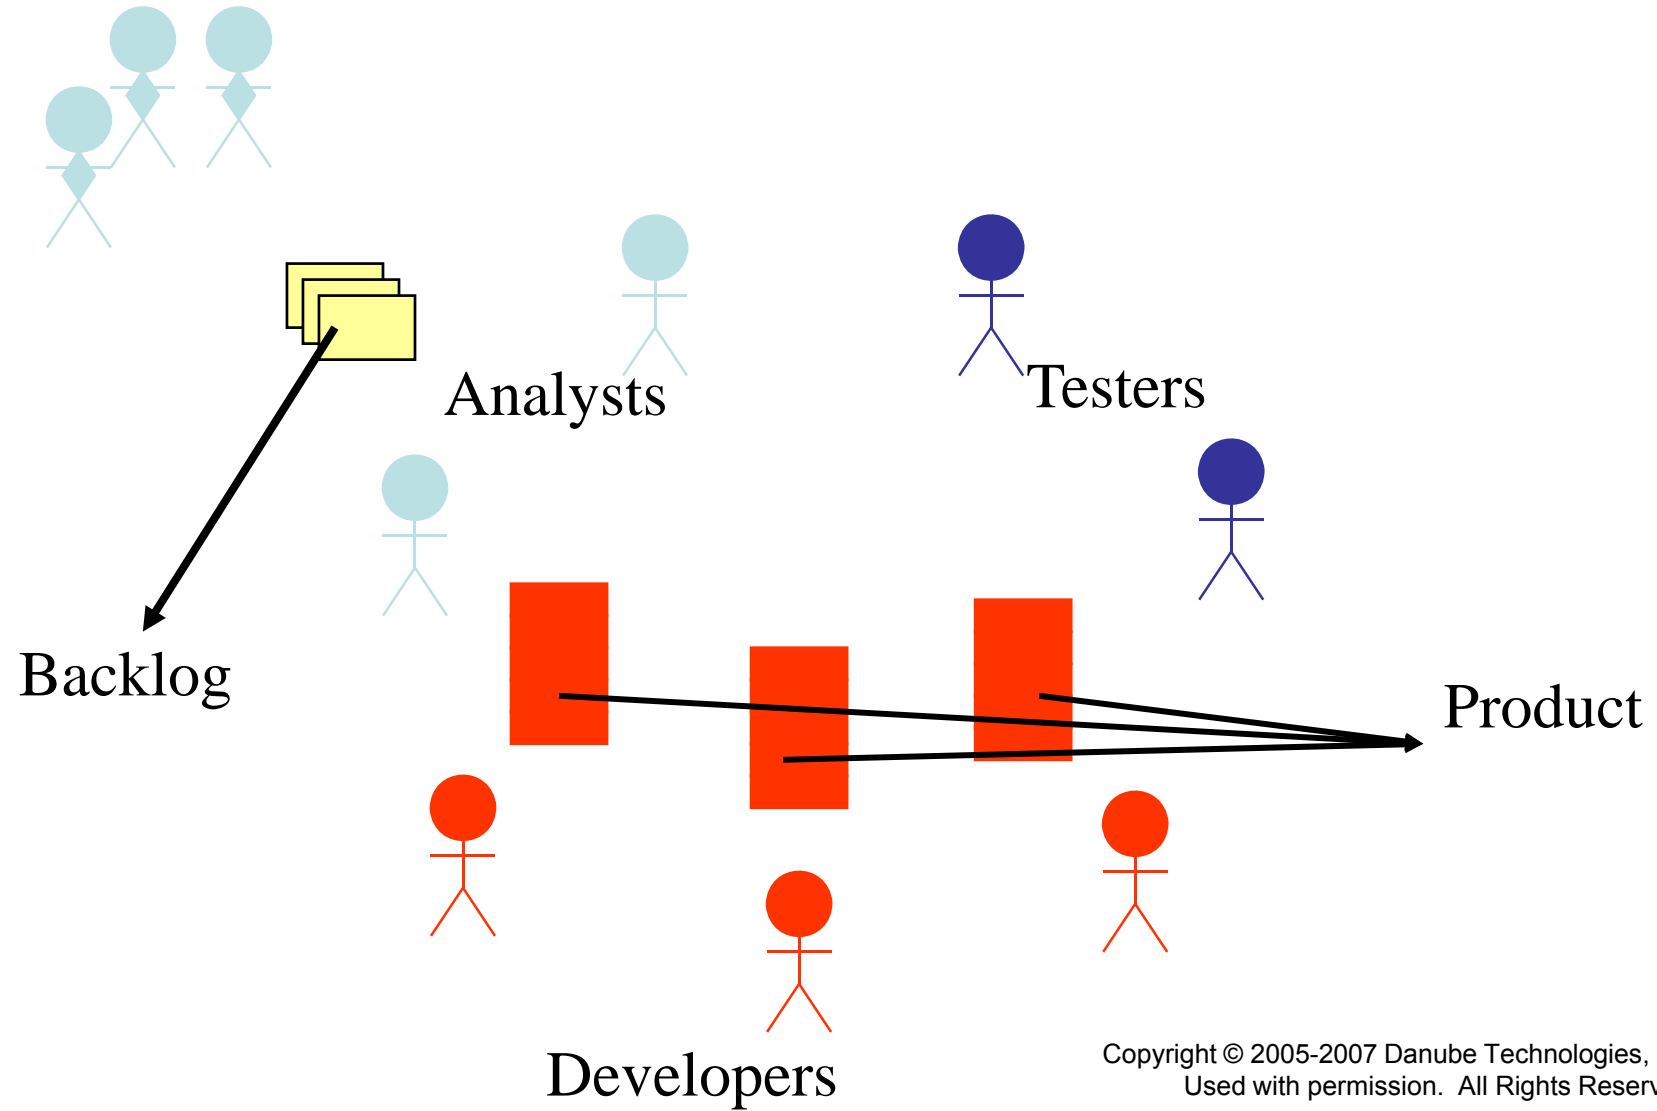 Analysts
Testers
Backlog
Product
Developers
Copyright © 2005-2007 Danube Technologies,
Used with permission. All Rights